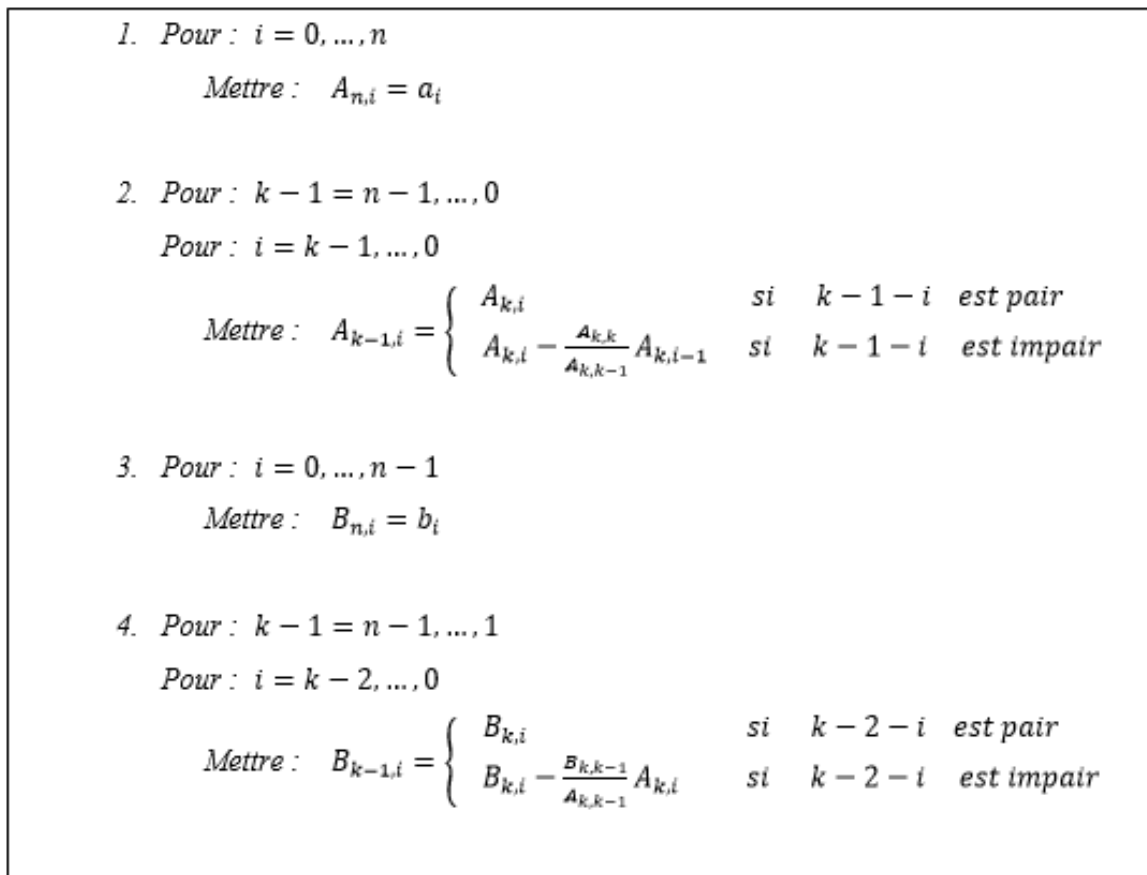 1. Pour : i = 0, … , n
Mettre : A_{n,i} = a_i
2. Pour : k − 1 = n − 1, … , 0
Pour : i = k − 1, … , 0
Mettre : A_{k−1,i} = { A_{k,i} si k − 1 − i est pair
A_{k,i} − \frac{A_{k,k}}{A_{k,k−1}} A_{k,i−1} si k − 1 − i est impair
3. Pour : i = 0, … , n − 1
Mettre : B_{n,i} = b_i
4. Pour : k − 1 = n − 1, … , 1
Pour : i = k − 2, … , 0
Mettre : B_{k−1,i} = { B_{k,i} si k − 2 − i est pair
B_{k,i} − \frac{B_{k,k−1}}{A_{k,k−1}} A_{k,i} si k − 2 − i est impair